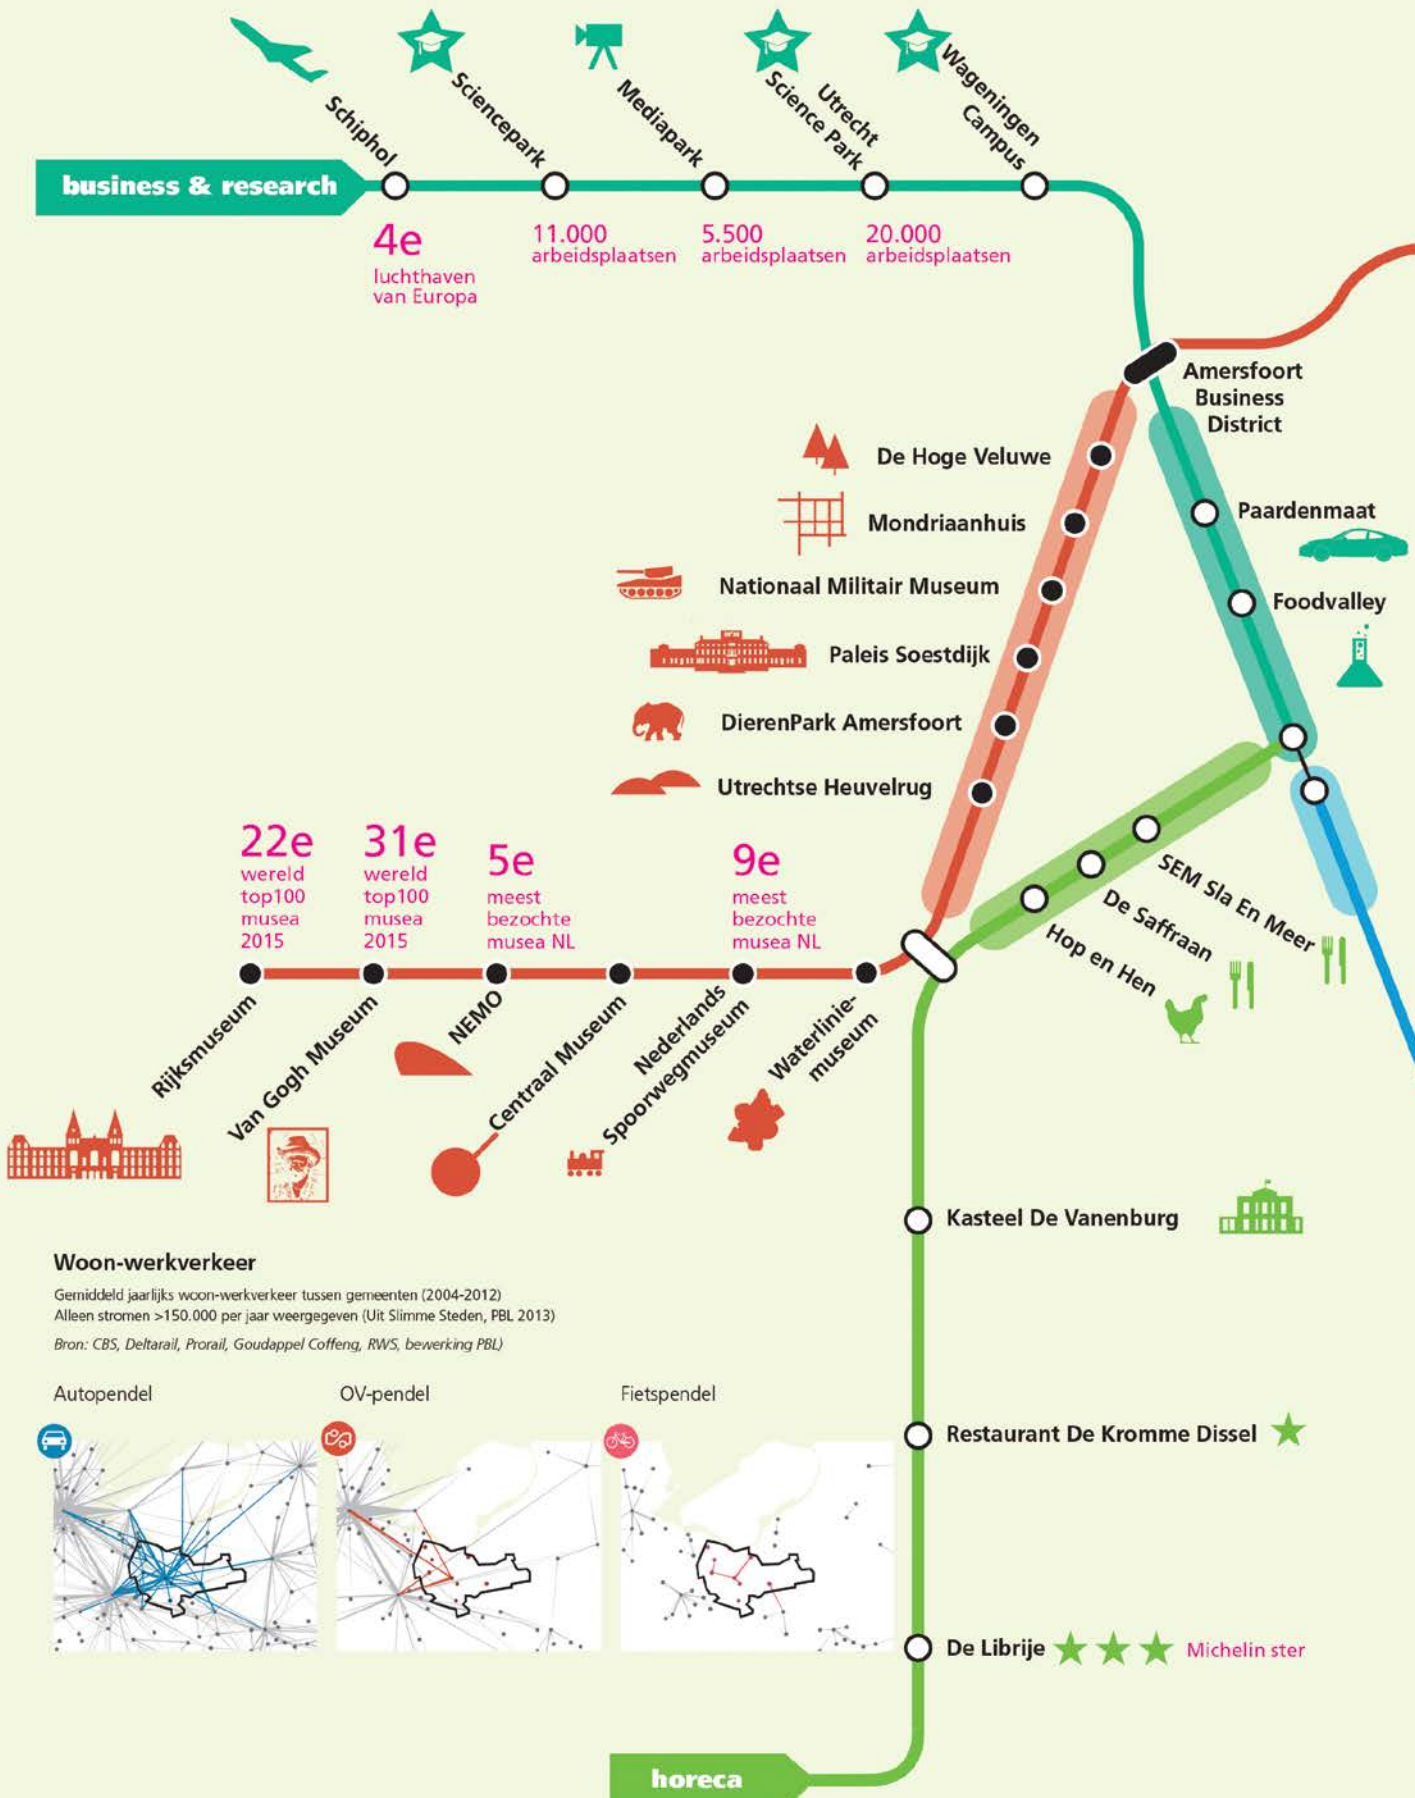 Schiphol
Sciencepark
Mediapark
Utrecht
Science Park
Wageningen
Campus
business & research
4e
luchthaven
van Europa
11.000
arbeidsplaatsen
5.500
arbeidsplaatsen
20.000
arbeidsplaatsen
Amersfoort
Business
District
De Hoge Veluwe
Mondriaanhuis
Nationaal Militair Museum
Paleis Soestdijk
DierenPark Amersfoort
Utrechtse Heuvelrug
Paardenmaat
Foodvalley
SEM Sla En Meer
De Saffraan
Hop en Hen
22e
wereld
top100
musea
2015
31e
wereld
top100
musea
2015
5e
meest
bezochte
musea NL
9e
meest
bezochte
musea NL
Rijksmuseum
Van Gogh Museum
NEMO
Centraal Museum
Nederlands
Spoorwegmuseum
Waterlinie-
museum
Kasteel De Vanenburg
Restaurant De Kromme Dissel
De Librije
Michelin ster
horeca
Woon-werkverkeer
Gemiddeld jaarlijks woon-werkverkeer tussen gemeenten (2004-2012)
Alleen stromen >150.000 per jaar weergegeven (Uit Slimme Steden, PBL 2013)
Bron: CBS, Deltarail, Prorail, Goudappel Coffeng, RWS, bewerking PBL)
Autopendel
OV-pendel
Fietspendel